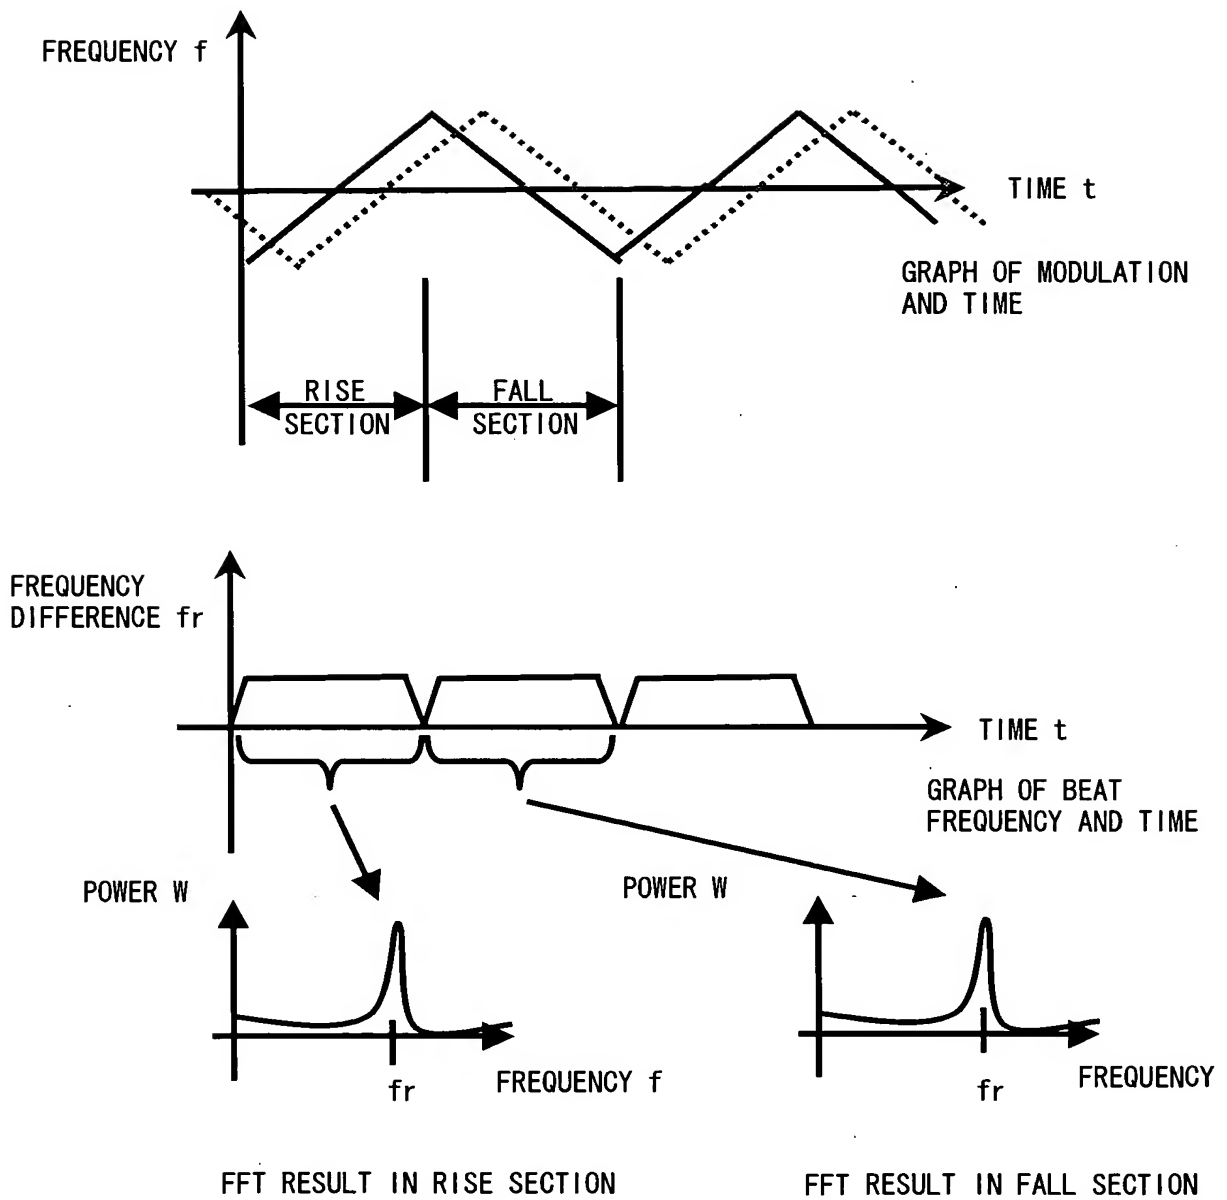 FREQUENCY f
TIME t
GRAPH OF MODULATION
AND TIME
RISE
SECTION
FALL
SECTION
FREQUENCY
DIFFERENCE fr
TIME t
GRAPH OF BEAT
FREQUENCY AND TIME
POWER W
POWER W
fr
FREQUENCY f
fr
FREQUENCY
FFT RESULT IN RISE SECTION
FFT RESULT IN FALL SECTION